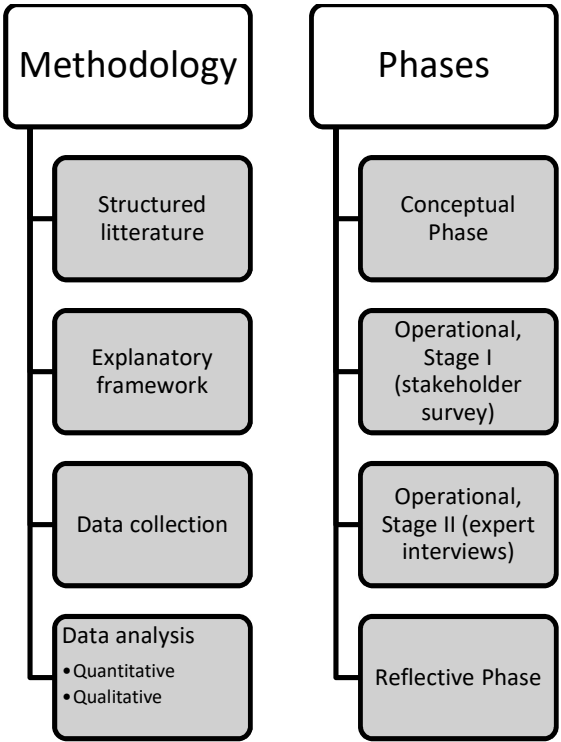 Methodology
Structured
litterature
Explanatory
framework
Data collection
Data analysis
•Quantitative
•Qualitative
Phases
Conceptual
Phase
Operational,
Stage I
(stakeholder
survey)
Operational,
Stage II (expert
interviews)
Reflective Phase